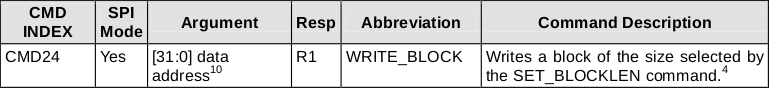 CMD INDEX SPI Mode Argument Resp Abbreviation Command Description
CMD24 Yes [31:0] data address10 R1 WRITE_BLOCK Writes a block of the size selected by the SET_BLOCKLEN command.4